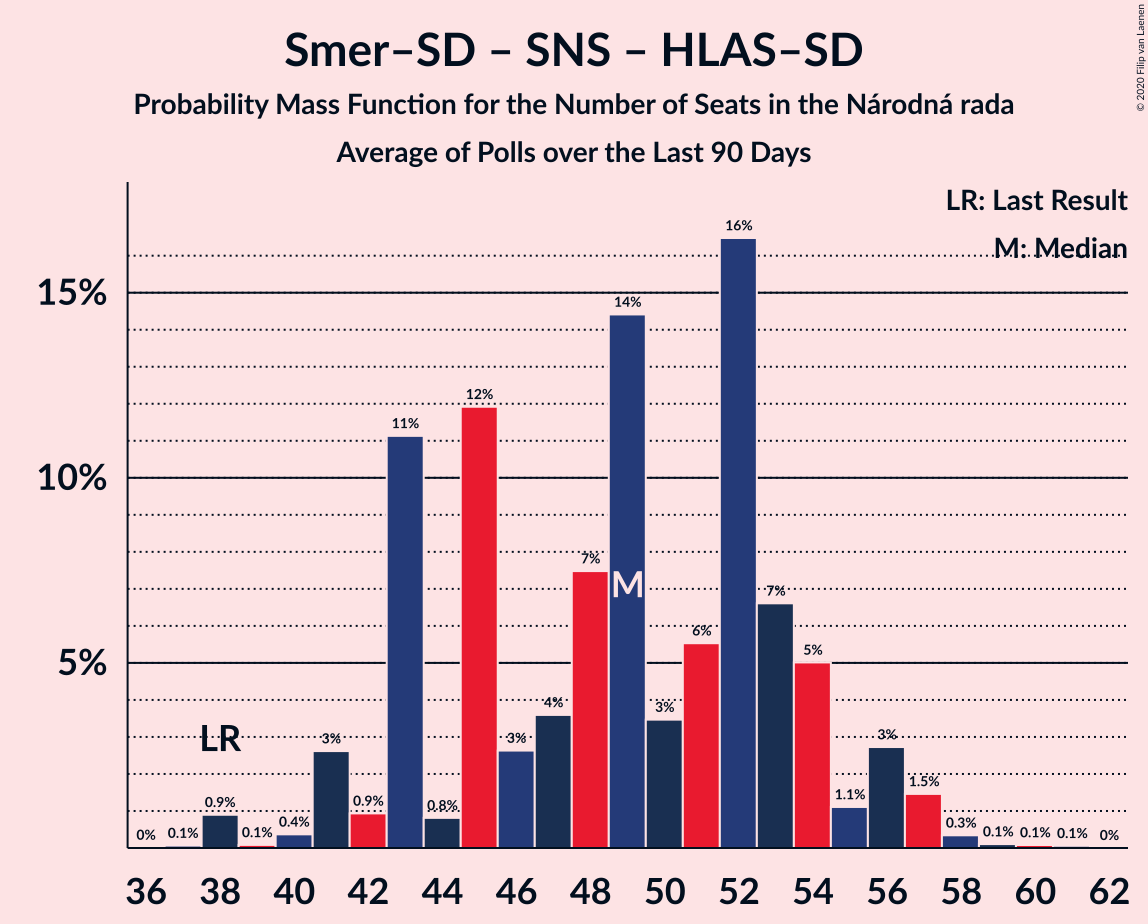 © 2020 Filip van Laenen
Smer–SD – SNS – HLAS–SD
Probability Mass Function for the Number of Seats in the Národná rada
Average of Polls over the Last 90 Days
LR: Last Result
M: Median
15%
10%
5%
0% 0.1% 0.9% 0.1% 0.4% 3% 0.9% 11% 0.8% 12% 3% 4% 7% 14% 3% 6% 16% 7% 5% 1.1% 3% 1.5% 0.3% 0.1% 0.1% 0.1% 0%
LR
M
36 38 40 42 44 46 48 50 52 54 56 58 60 62